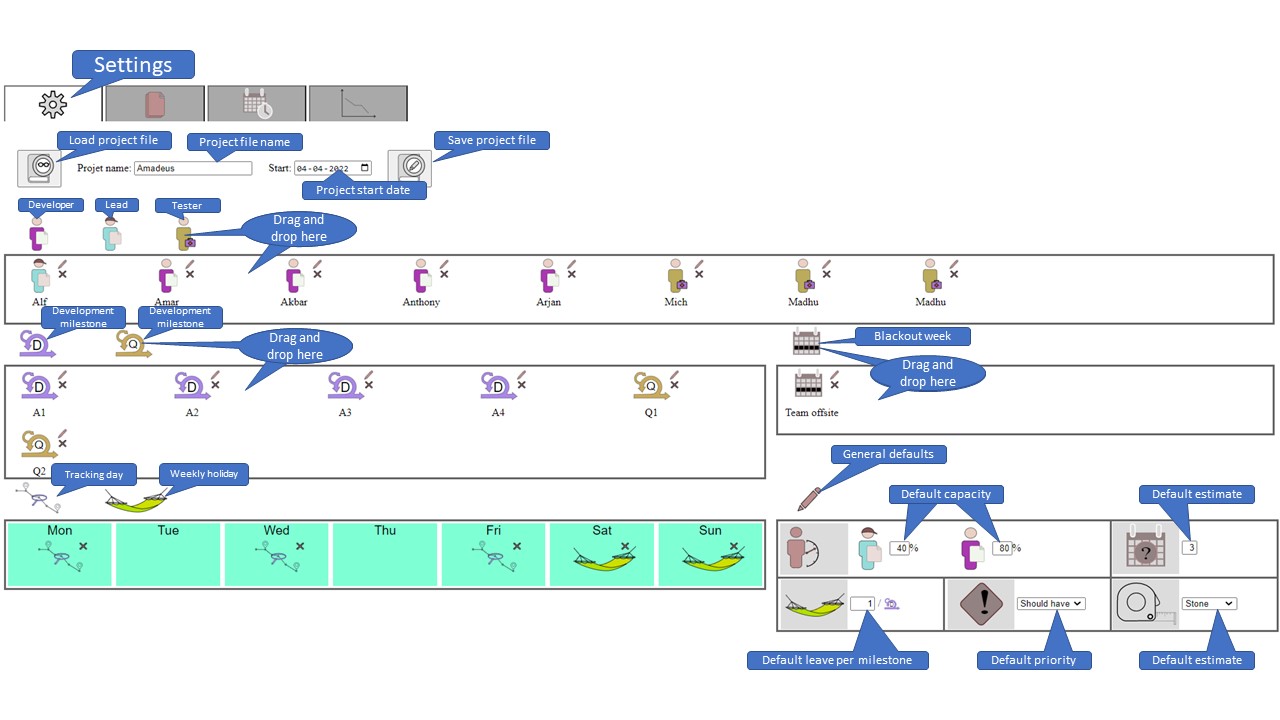 Settings
Load project file
Project file name
Save project file
Projet name: Amadeus
Start: 04-04-2022
Project start date
Developer
Lead
Tester
Drag and
drop here
Alf
Amar
Akbar
Anthony
Arjan
Mich
Madhu
Madhu
Development
milestone
Development
milestone
D
Q
Drag and
drop here
Blackout week
Drag and
drop here
D
D
D
D
Q
A1
A2
A3
A4
Q1
Team offsite
Q
Q2
Tracking day
Weekly holiday
General defaults
Default capacity
Default estimate
Mon
Tue
Wed
Thu
Fri
Sat
Sun
40 %
80 %
?
3
1 /
!
Should have
Stone
Default leave per milestone
Default priority
Default estimate